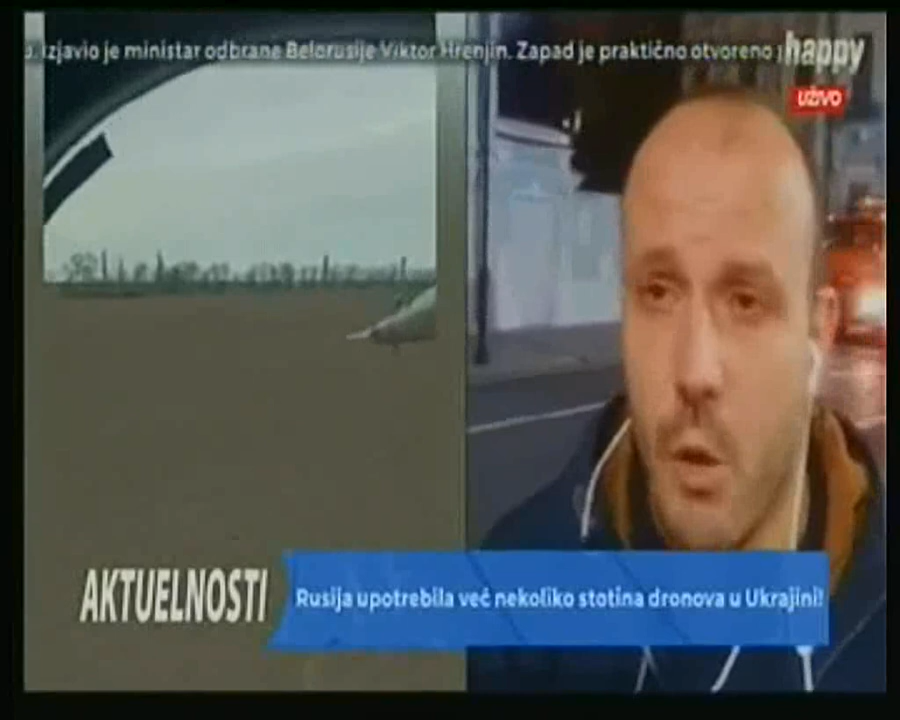 izjavio je ministar odbrane Belorusije Viktor Hrenjin. Zapad je praktično otvoreno
happy
UŽIVO
AKTUELNOSTI
Rusija upotrebila već nekoliko stotina dronova u Ukrajini!